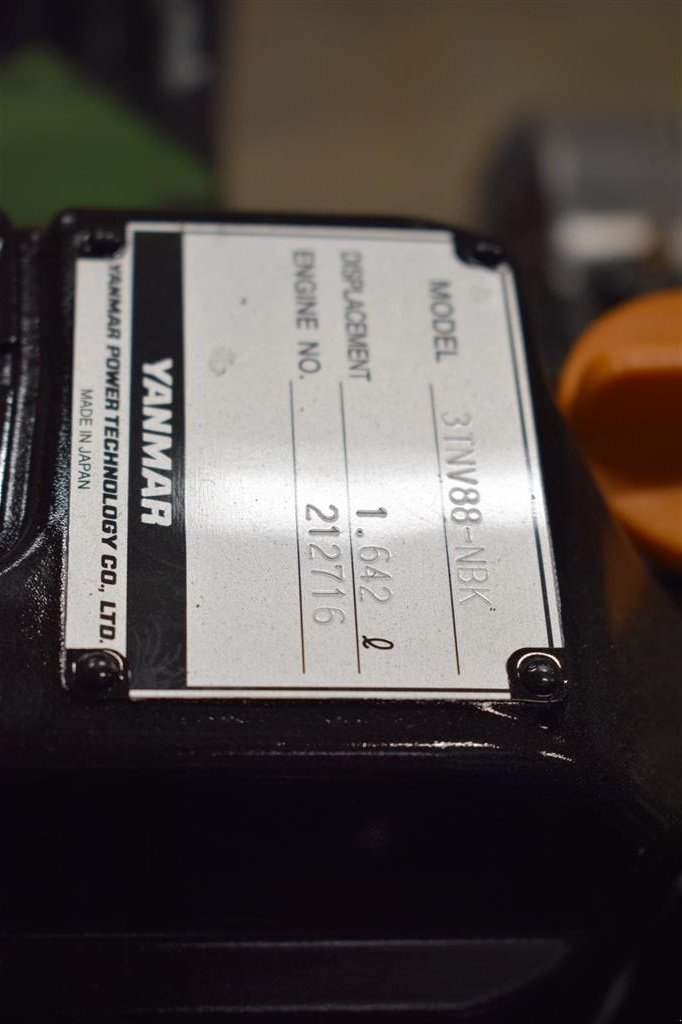 MODEL 3TNV88-NBK
DISPLACEMENT 1.642 ℓ
ENGINE NO. 212716
YANMAR
YANMAR POWER TECHNOLOGY CO., LTD.
MADE IN JAPAN